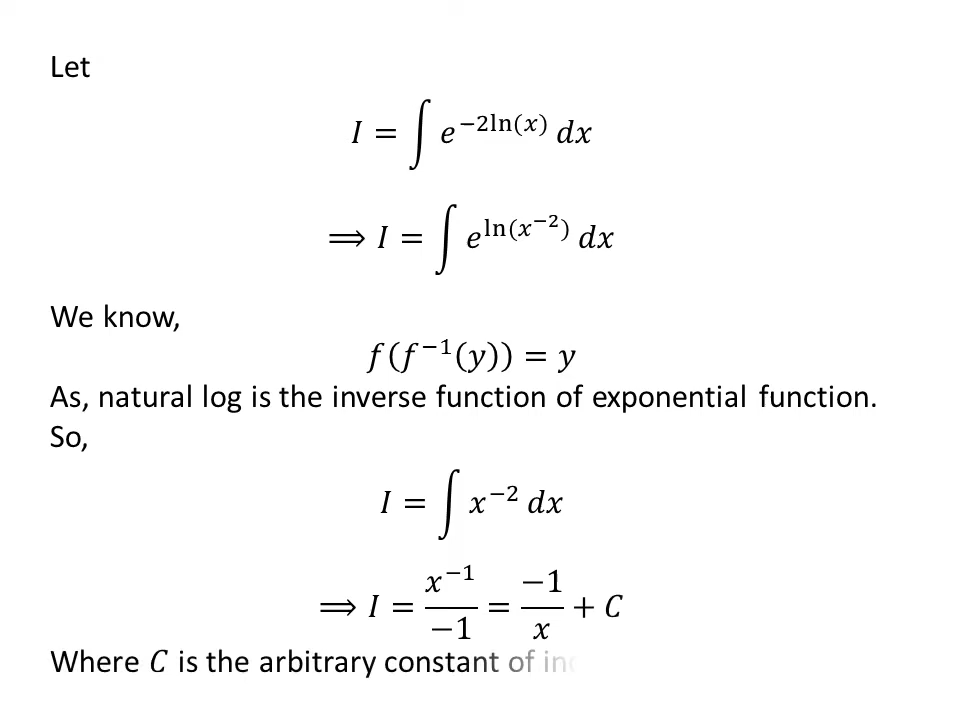 Let
I = ∫ e^{−2ln(x)} dx
⟹ I = ∫ e^{ln(x^{−2})} dx
We know,
f(f^{−1}(y)) = y
As, natural log is the inverse function of exponential function.
So,
I = ∫ x^{−2} dx
⟹ I = x^{−1}/−1 = −1/x + C
Where C is the arbitrary constant of